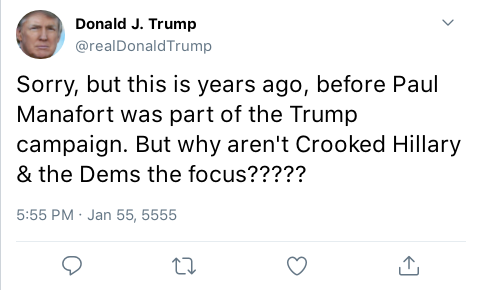 Donald J. Trump
@realDonaldTrump
Sorry, but this is years ago, before Paul
Manafort was part of the Trump
campaign. But why aren't Crooked Hillary
& the Dems the focus?????
5:55 PM · Jan 55, 5555